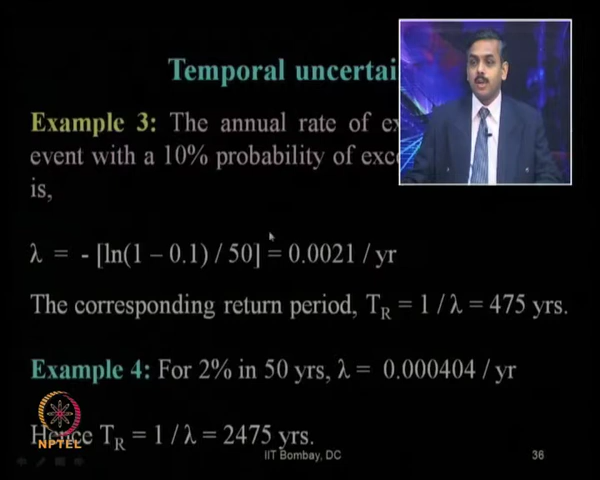 Temporal uncertai
Example 3: The annual rate of ex
event with a 10% probability of exc
is,
λ = - [ln(1 – 0.1) / 50] = 0.0021 / yr
The corresponding return period, TR = 1 / λ = 475 yrs.
Example 4: For 2% in 50 yrs, λ = 0.000404 / yr
Hence TR = 1 / λ = 2475 yrs.
NPTEL
IIT Bombay, DC
36